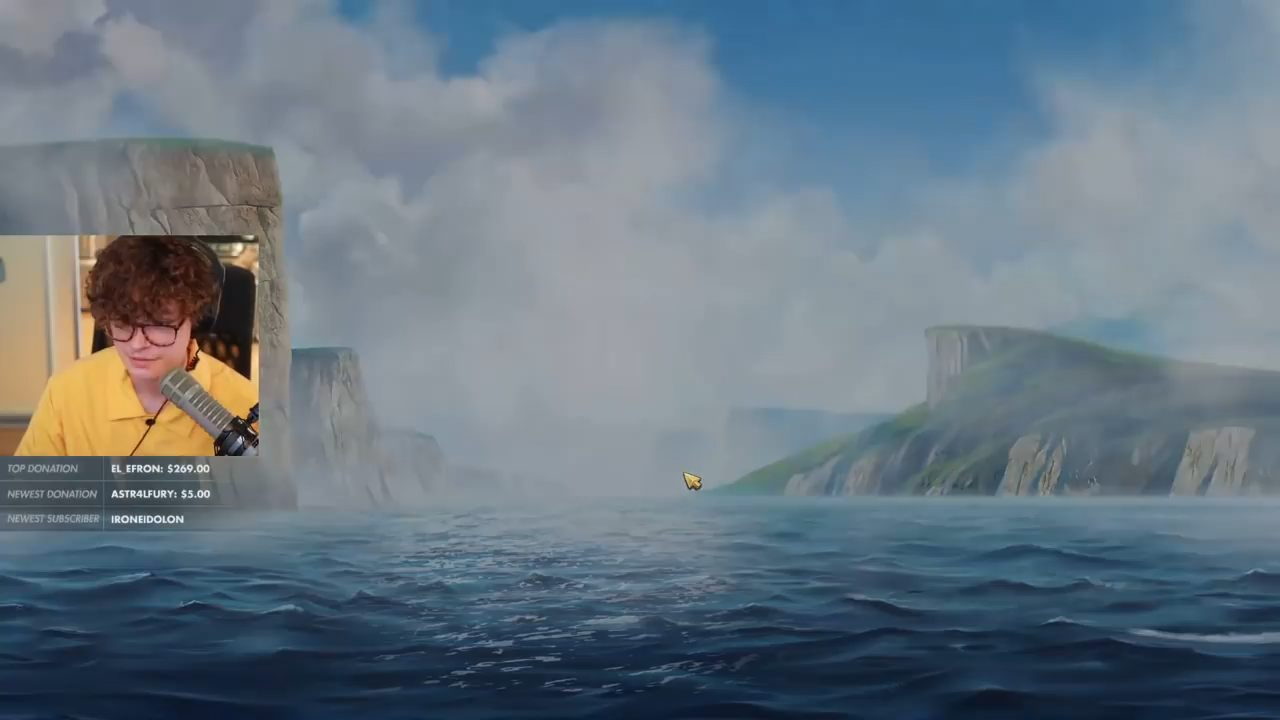 TOP DONATION EL_EFRON: $269.00
NEWEST DONATION ASTR4LFURY: $5.00
NEWEST SUBSCRIBER IRONEIDOLON